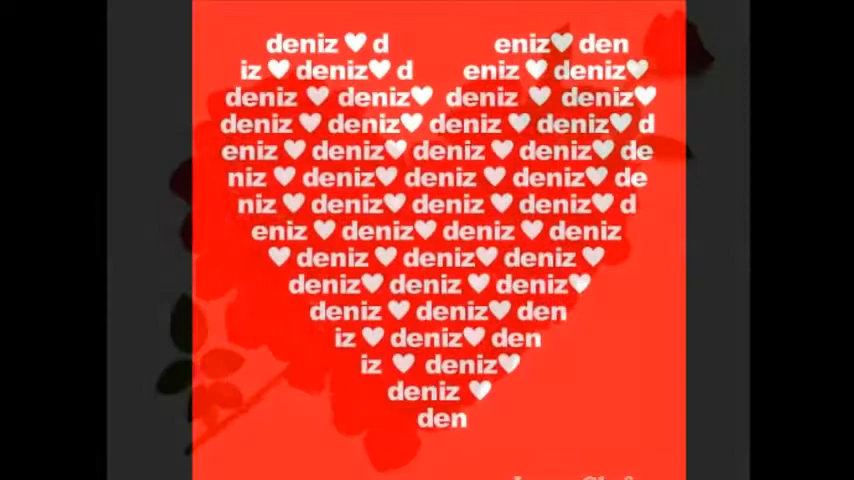 deniz ♥ d eniz♥ den
iz ♥ deniz♥ d eniz ♥ deniz♥
deniz ♥ deniz♥ deniz ♥ deniz♥
deniz ♥ deniz♥ deniz ♥ deniz♥ d
eniz ♥ deniz♥ deniz ♥ deniz♥ de
niz ♥ deniz♥ deniz ♥ deniz♥ de
niz ♥ deniz♥ deniz ♥ deniz♥ d
eniz ♥ deniz♥ deniz ♥ deniz
♥ deniz ♥ deniz♥ deniz ♥
deniz♥ deniz ♥ deniz♥
deniz ♥ deniz♥ den
iz ♥ deniz♥ den
iz ♥ deniz♥
deniz ♥
den